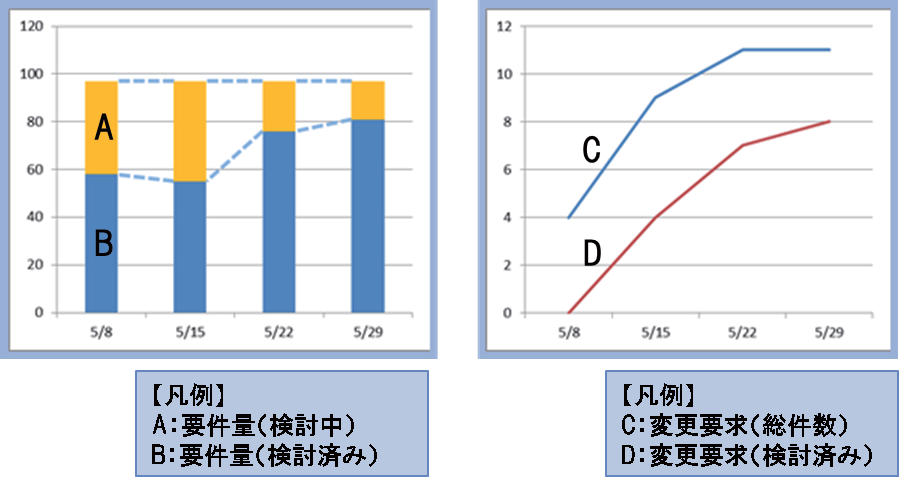 120
100
80
60
40
20
0
A
B
5/8 5/15 5/22 5/29
12
10
8
6
4
2
0
C
D
5/8 5/15 5/22 5/29
【凡例】
A:要件量(検討中)
B:要件量(検討済み)
【凡例】
C:変更要求(総件数)
D:変更要求(検討済み)